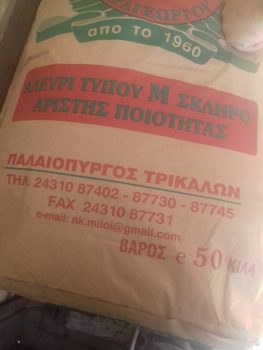 ΑΠΟ ΤΟ 1960
ΑΛΕΥΡΙ ΤΥΠΟΥ Μ ΣΚΛΗΡΟ
ΑΡΙΣΤΗΣ ΠΟΙΟΤΗΤΑΣ
ΠΑΛΑΙΟΠΥΡΓΟΣ ΤΡΙΚΑΛΩΝ
ΤΗΛ. 24310 87402 - 87730 - 87745
FAX 24310 87731
e-mail: nk.miloi@gmail.com
ΒΑΡΟΣ e 50 ΚΙΛΑ